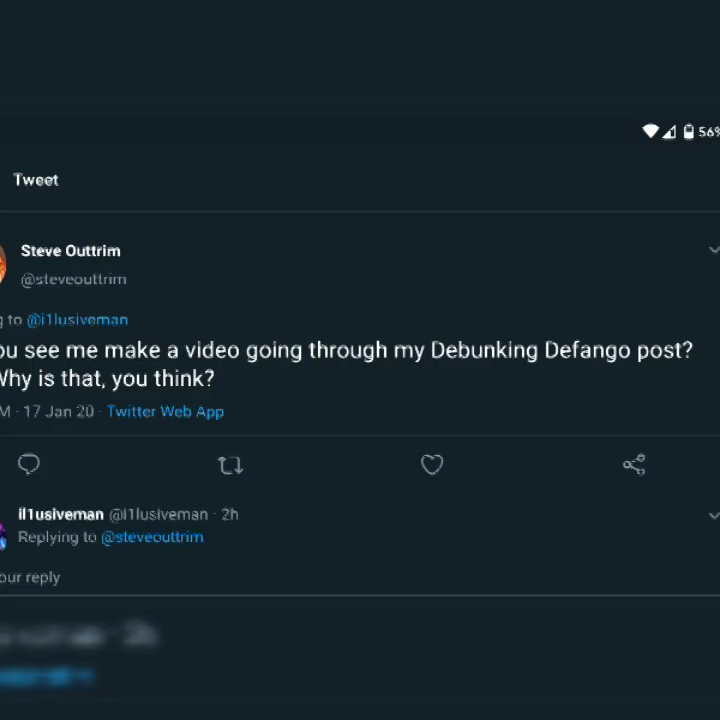 56%
Tweet
Steve Outtrim
@steveouttrim
to @i1lusiveman
see me make a video going through my Debunking Defango post?
Why is that, you think?
M · 17 Jan 20 · Twitter Web App
il1usiveman @i1lusiveman · 2h
Replying to @steveouttrim
our reply
2h